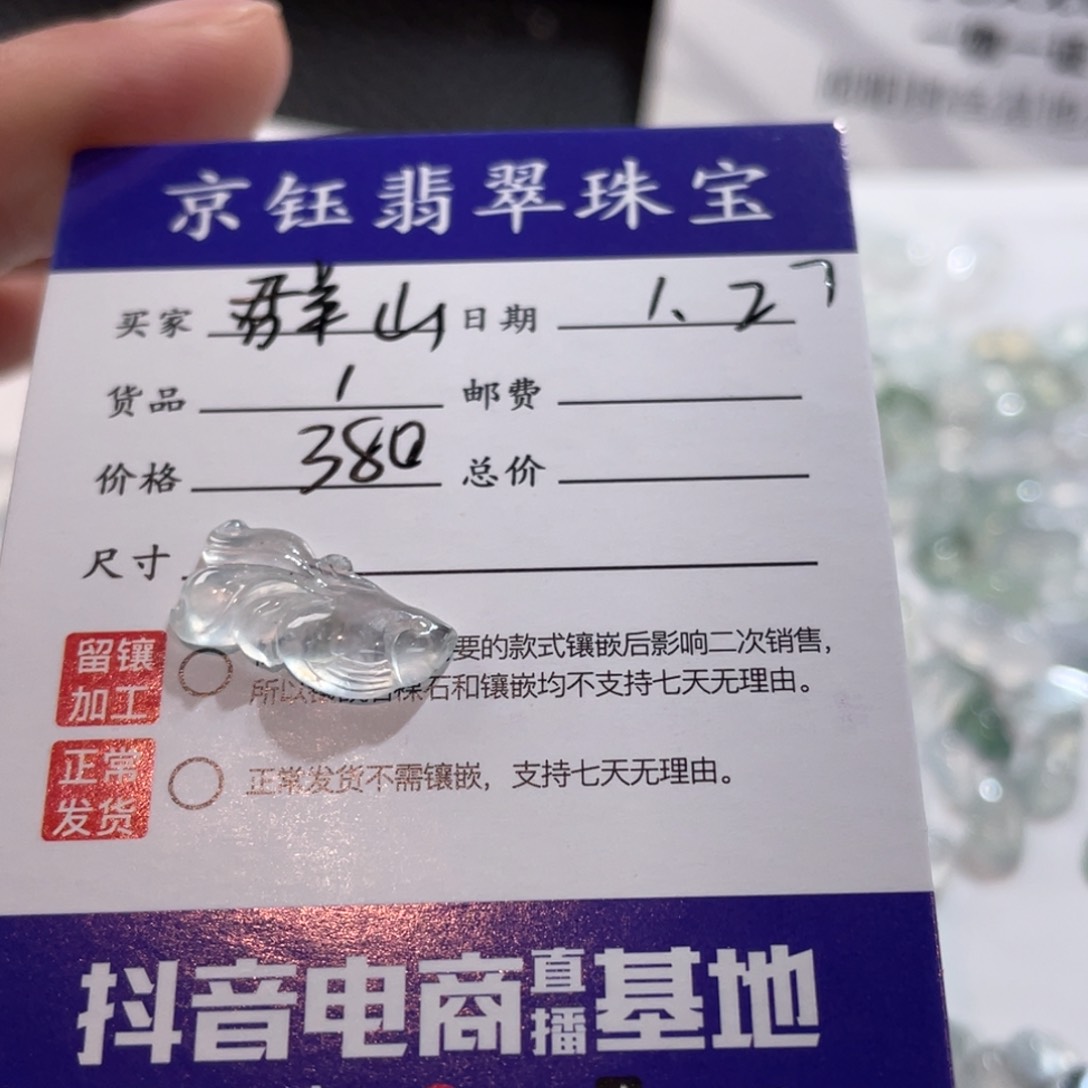 京钰翡翠珠宝
买家 群山 日期 1.27
货品 1 邮费
价格 380 总价
尺寸
留镶加工 要的款式镶嵌后影响二次销售，
所以 裸石和镶嵌均不支持七天无理由。
正常发货 正常发货不需镶嵌，支持七天无理由。
抖音电商直播基地